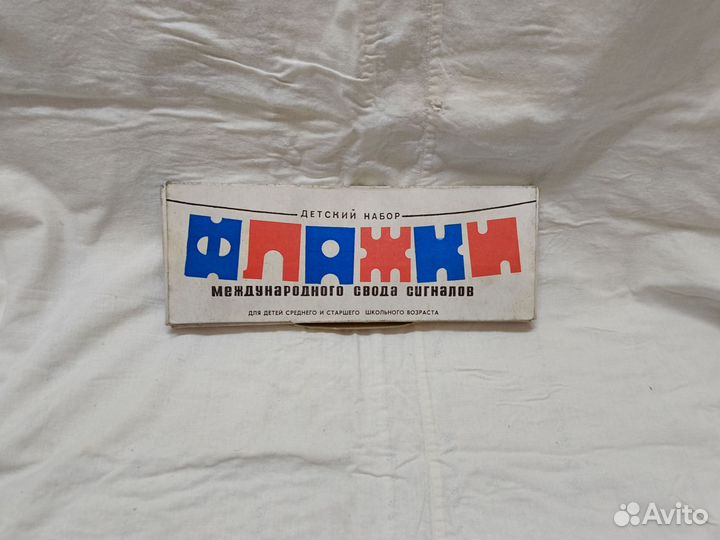 ДЕТСКИЙ НАБОР
ФЛАЖКИ
международного свода сигналов
ДЛЯ ДЕТЕЙ СРЕДНЕГО И СТАРШЕГО ШКОЛЬНОГО ВОЗРАСТА
Avito